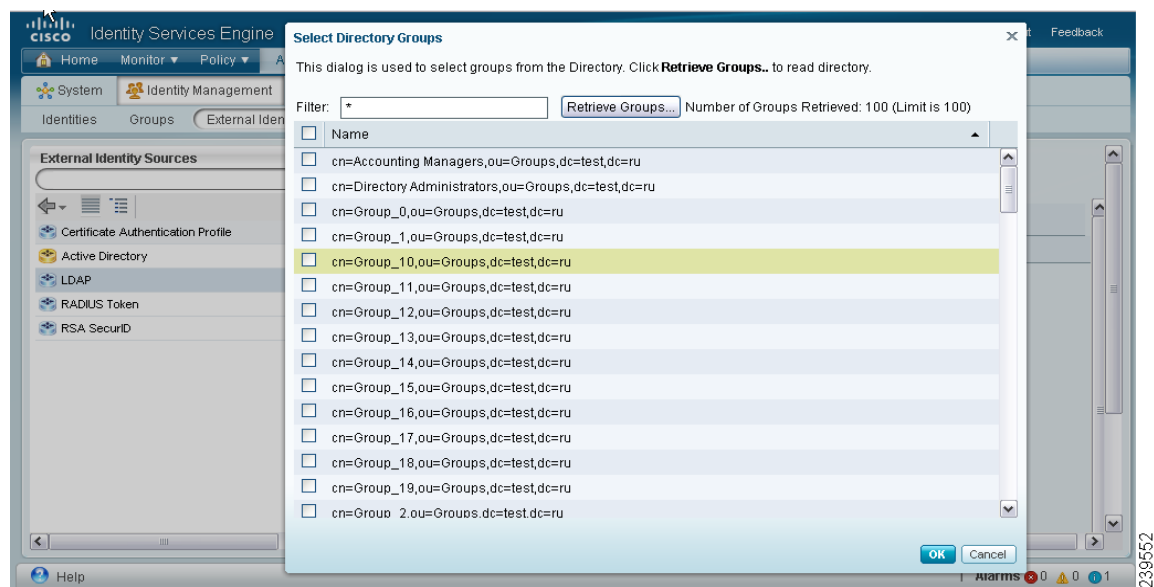 CISCO Identity Services Engine
Feedback
Home Monitor Policy A
System Identity Management
Identities Groups External Iden
External Identity Sources
Certificate Authentication Profile
Active Directory
LDAP
RADIUS Token
RSA SecurID
Select Directory Groups
This dialog is used to select groups from the Directory. Click Retrieve Groups.. to read directory.
Filter: * Retrieve Groups... Number of Groups Retrieved: 100 (Limit is 100)
Name
cn=Accounting Managers,ou=Groups,dc=test,dc=ru
cn=Directory Administrators,ou=Groups,dc=test,dc=ru
cn=Group_0,ou=Groups,dc=test,dc=ru
cn=Group_1,ou=Groups,dc=test,dc=ru
cn=Group_10,ou=Groups,dc=test,dc=ru
cn=Group_11,ou=Groups,dc=test,dc=ru
cn=Group_12,ou=Groups,dc=test,dc=ru
cn=Group_13,ou=Groups,dc=test,dc=ru
cn=Group_14,ou=Groups,dc=test,dc=ru
cn=Group_15,ou=Groups,dc=test,dc=ru
cn=Group_16,ou=Groups,dc=test,dc=ru
cn=Group_17,ou=Groups,dc=test,dc=ru
cn=Group_18,ou=Groups,dc=test,dc=ru
cn=Group_19,ou=Groups,dc=test,dc=ru
cn=Group_2,ou=Groups,dc=test,dc=ru
OK Cancel
Help
Alarms 0 0 1
239552